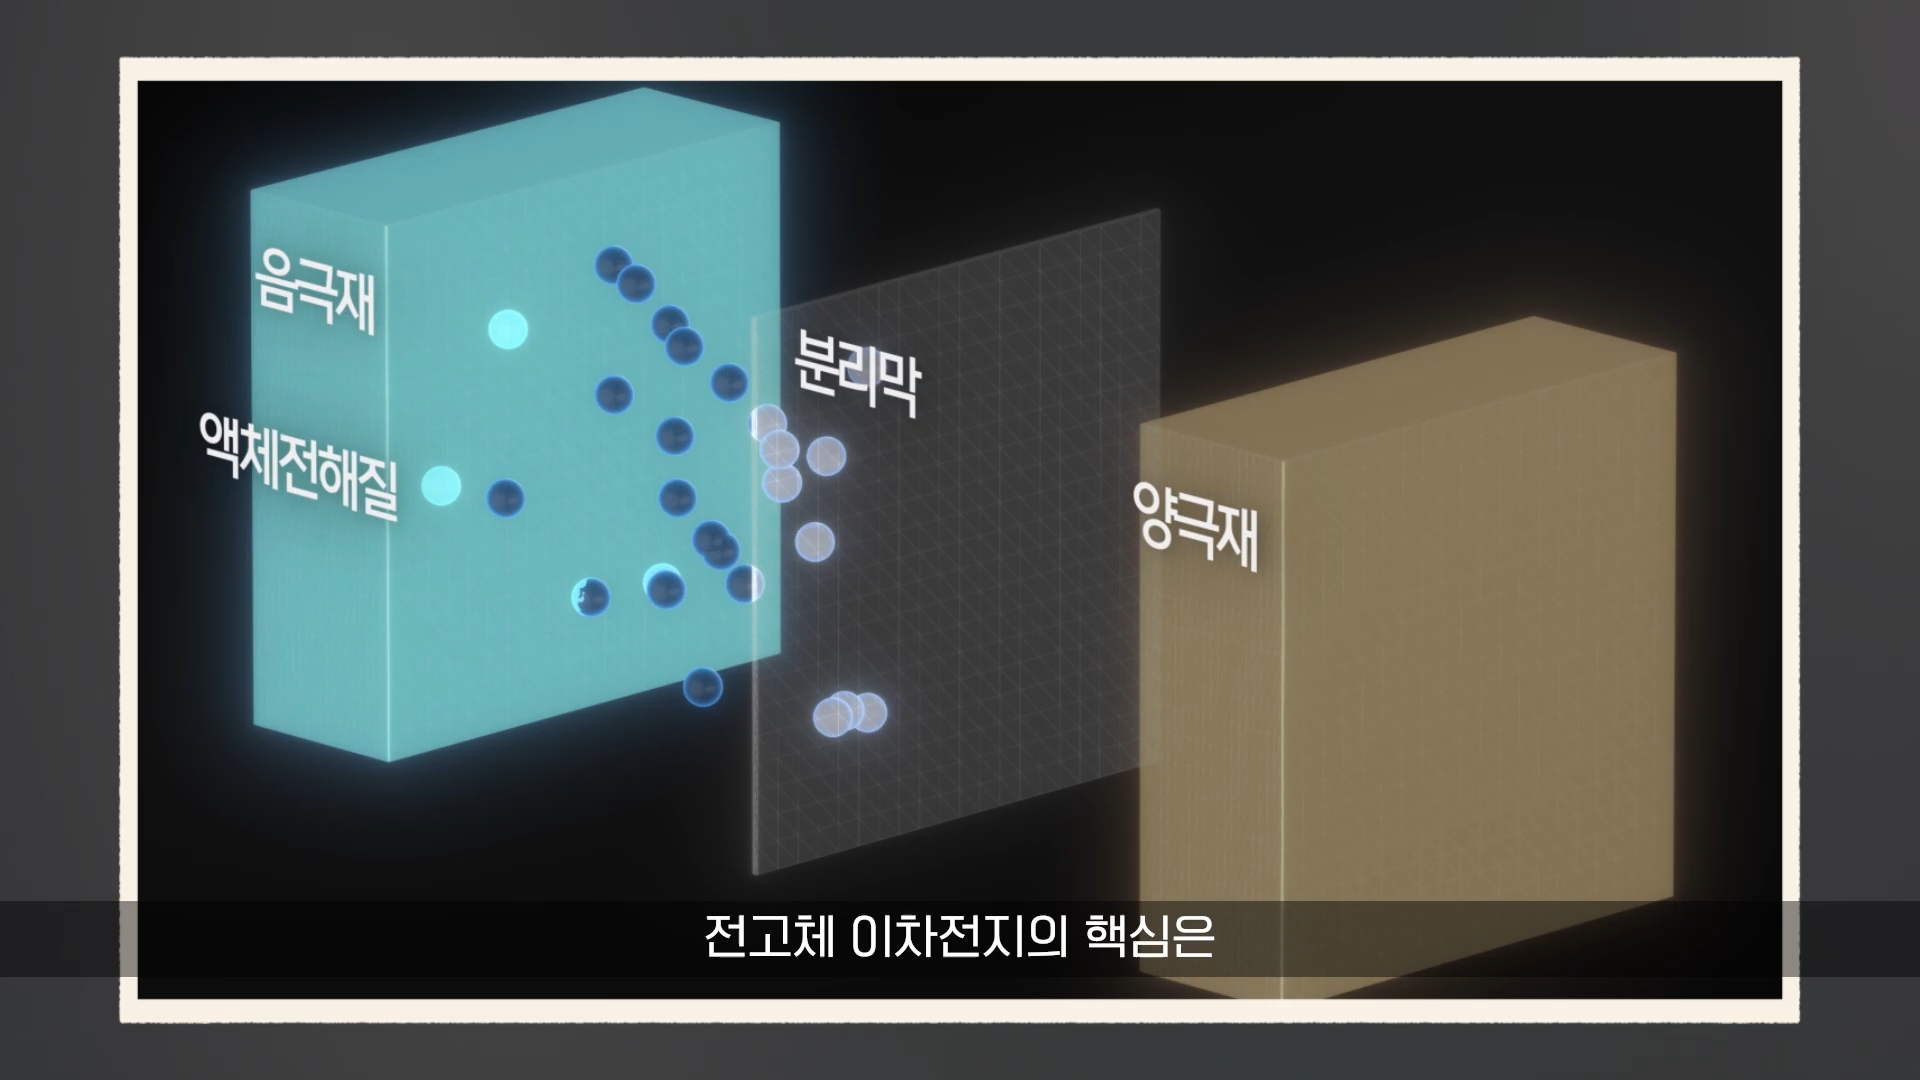 음극재
액체전해질
분리막
양극재
전고체 이차전지의 핵심은